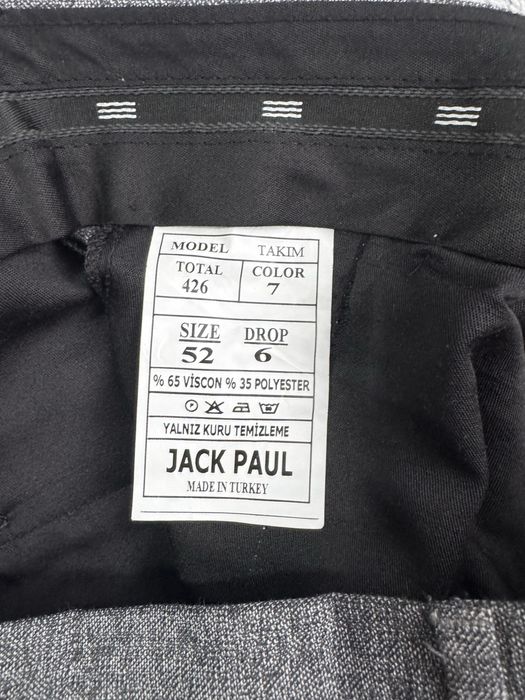 MODEL TAKIM
TOTAL COLOR
426 7
SIZE DROP
52 6
% 65 VİSCON % 35 POLYESTER
P
YALNIZ KURU TEMİZLEME
JACK PAUL
MADE IN TURKEY